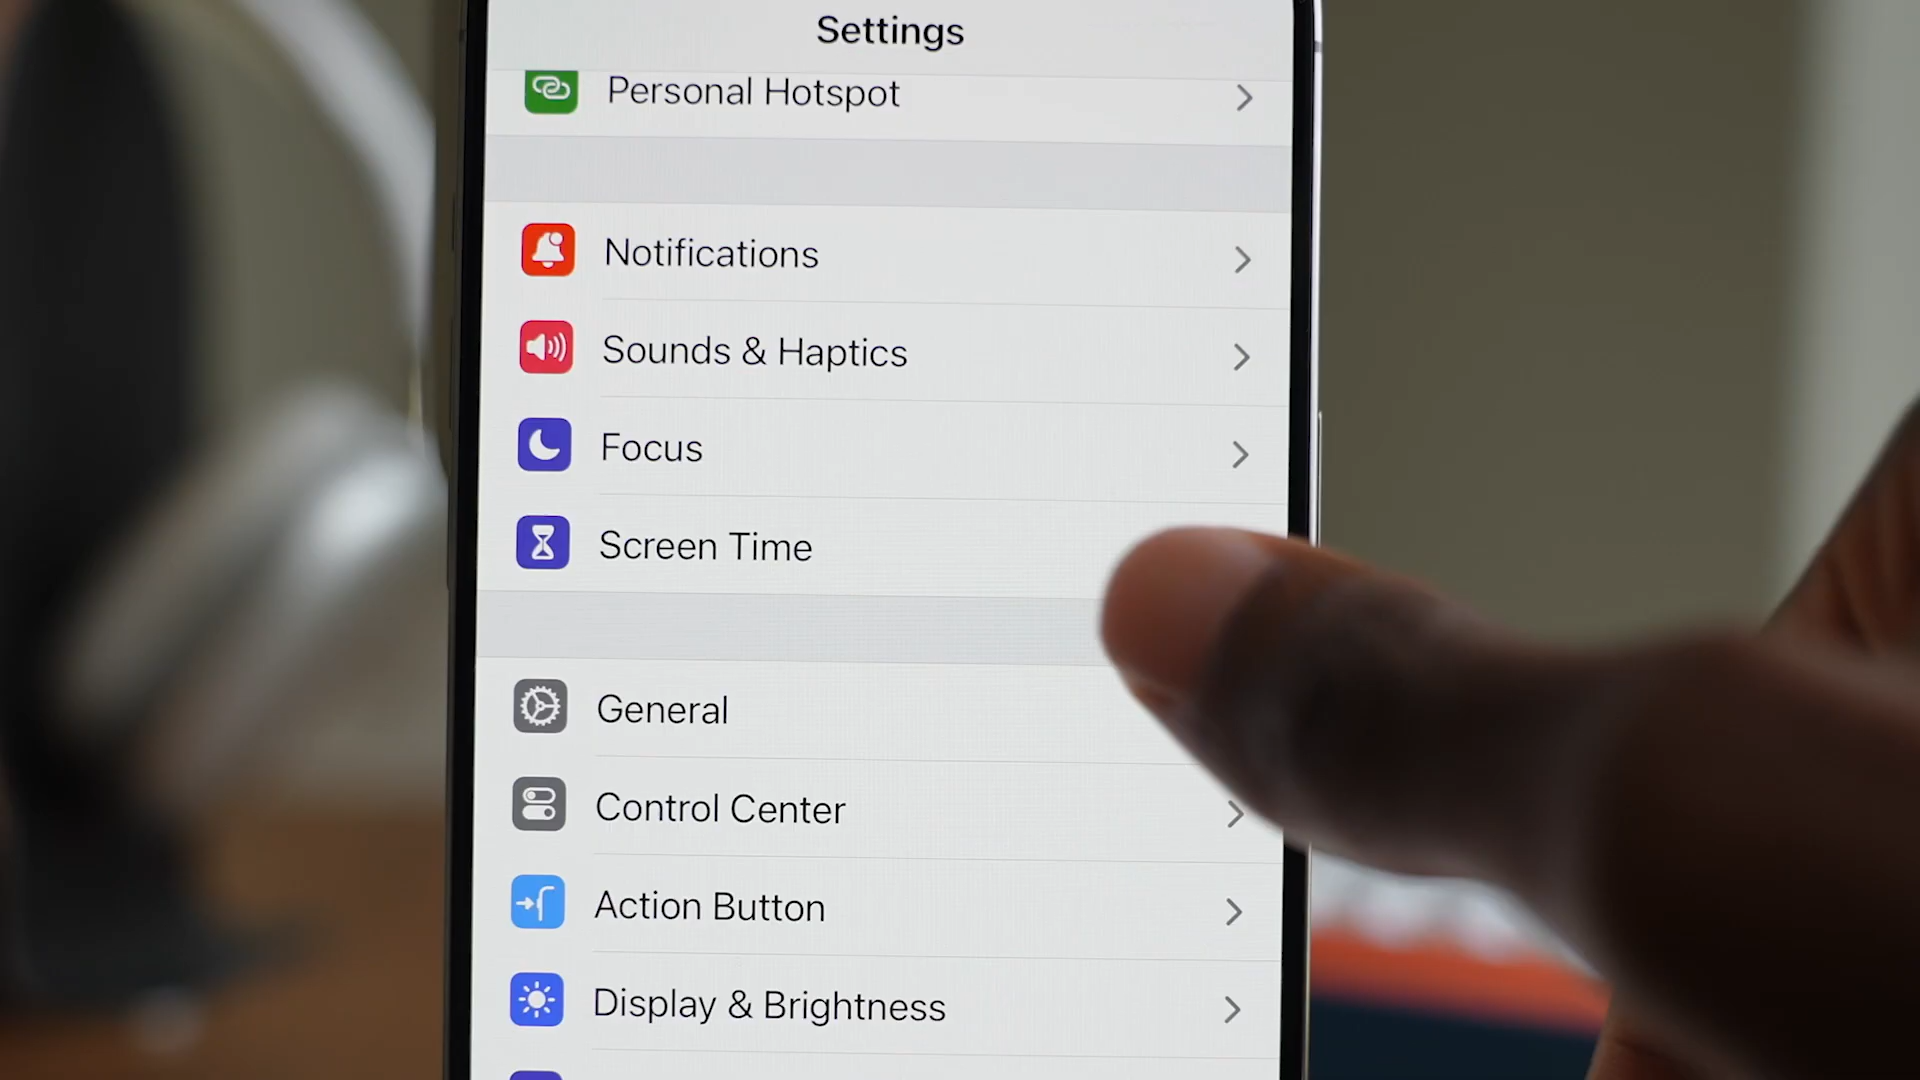 Settings
Personal Hotspot
Notifications
Sounds & Haptics
Focus
Screen Time
General
Control Center
Action Button
Display & Brightness